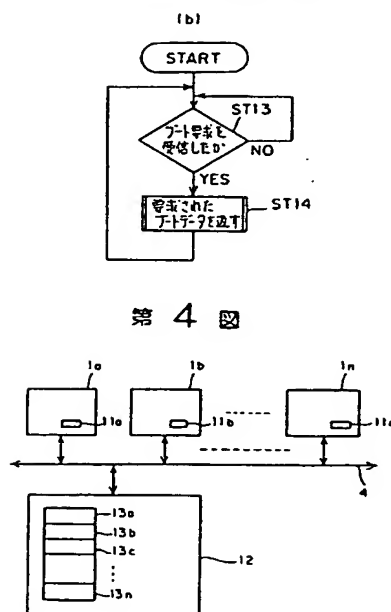 (b)
START
ST13
ブート要求を
受信したか
NO
YES
要求された
ブートデータを返す
ST14
第4図
1a
1b
1n
11a
11b
4
13a
13b
13c
13n
12